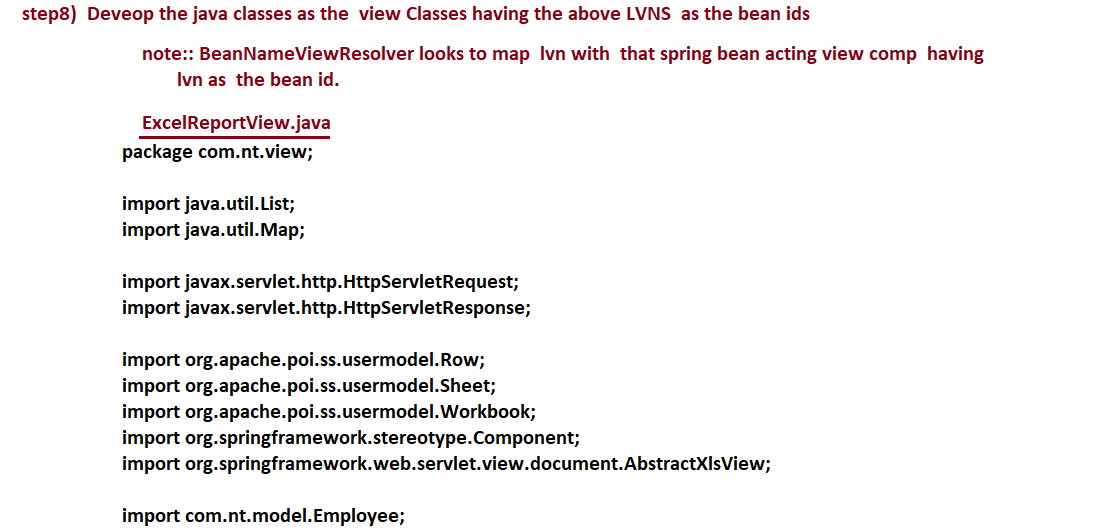 step8) Deveop the java classes as the view Classes having the above LVNS as the bean ids
note:: BeanNameViewResolver looks to map lvn with that spring bean acting view comp having
lvn as the bean id.
ExcelReportView.java
package com.nt.view;
import java.util.List;
import java.util.Map;
import javax.servlet.http.HttpServletRequest;
import javax.servlet.http.HttpServletResponse;
import org.apache.poi.ss.usermodel.Row;
import org.apache.poi.ss.usermodel.Sheet;
import org.apache.poi.ss.usermodel.Workbook;
import org.springframework.stereotype.Component;
import org.springframework.web.servlet.view.document.AbstractXlsView;
import com.nt.model.Employee;